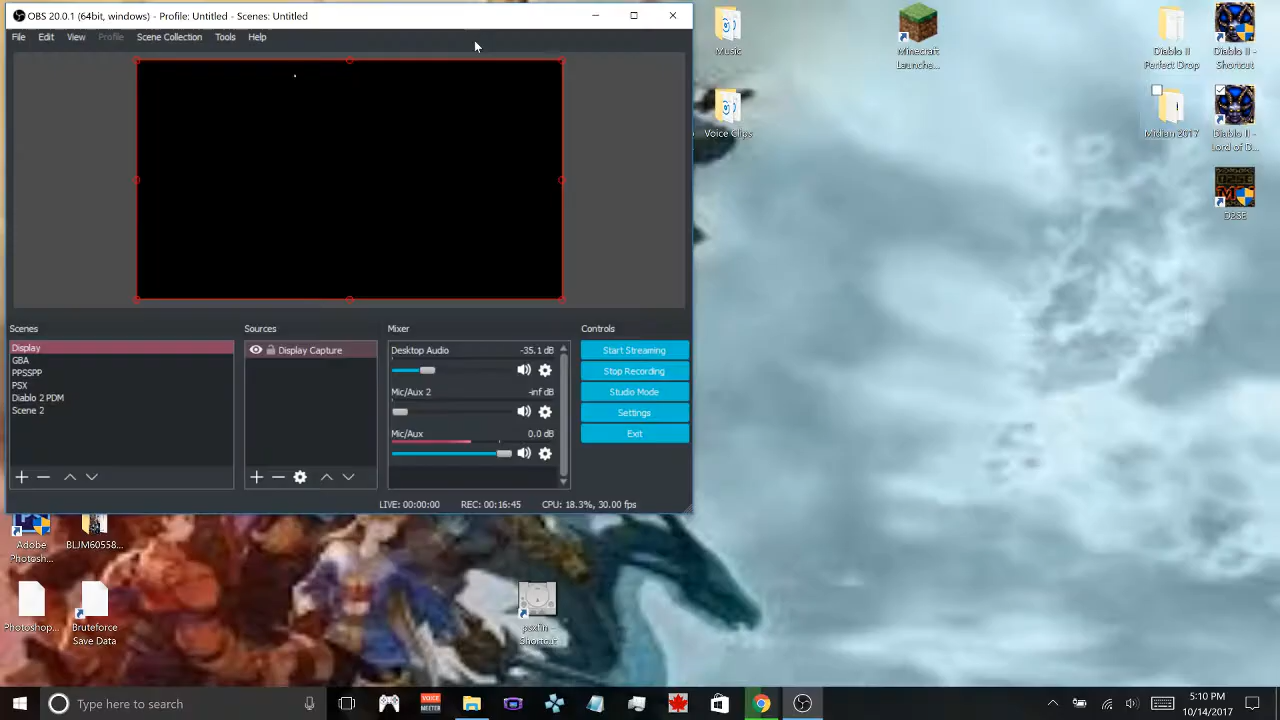 OBS 20.0.1 (64bit, windows) - Profile: Untitled - Scenes: Untitled
File Edit View Profile Scene Collection Tools Help
Scenes
Display
GBA
PPSSPP
PSX
Diablo 2 PDM
Scene 2
Sources
Display Capture
Mixer
Desktop Audio -35.1 dB
Mic/Aux 2 -inf dB
Mic/Aux 0.0 dB
Controls
Start Streaming
Stop Recording
Studio Mode
Settings
Exit
LIVE: 00:00:00 REC: 00:16:45 CPU: 18.3%, 30.00 fps
Music
Voice Clips
Minecraft
Launche...
Diablo II
Perfect Drop
Diablo II -
Shortcut
Midian 2017
Diablo II -
Lord of D...
D2SE
Adobe
Photosh...
BLJM60558...
Photoshop...
Bruteforce
Save Data
psxfin -
Shortcut
Type here to search
VOICE
MEETER
5:10 PM
10/14/2017